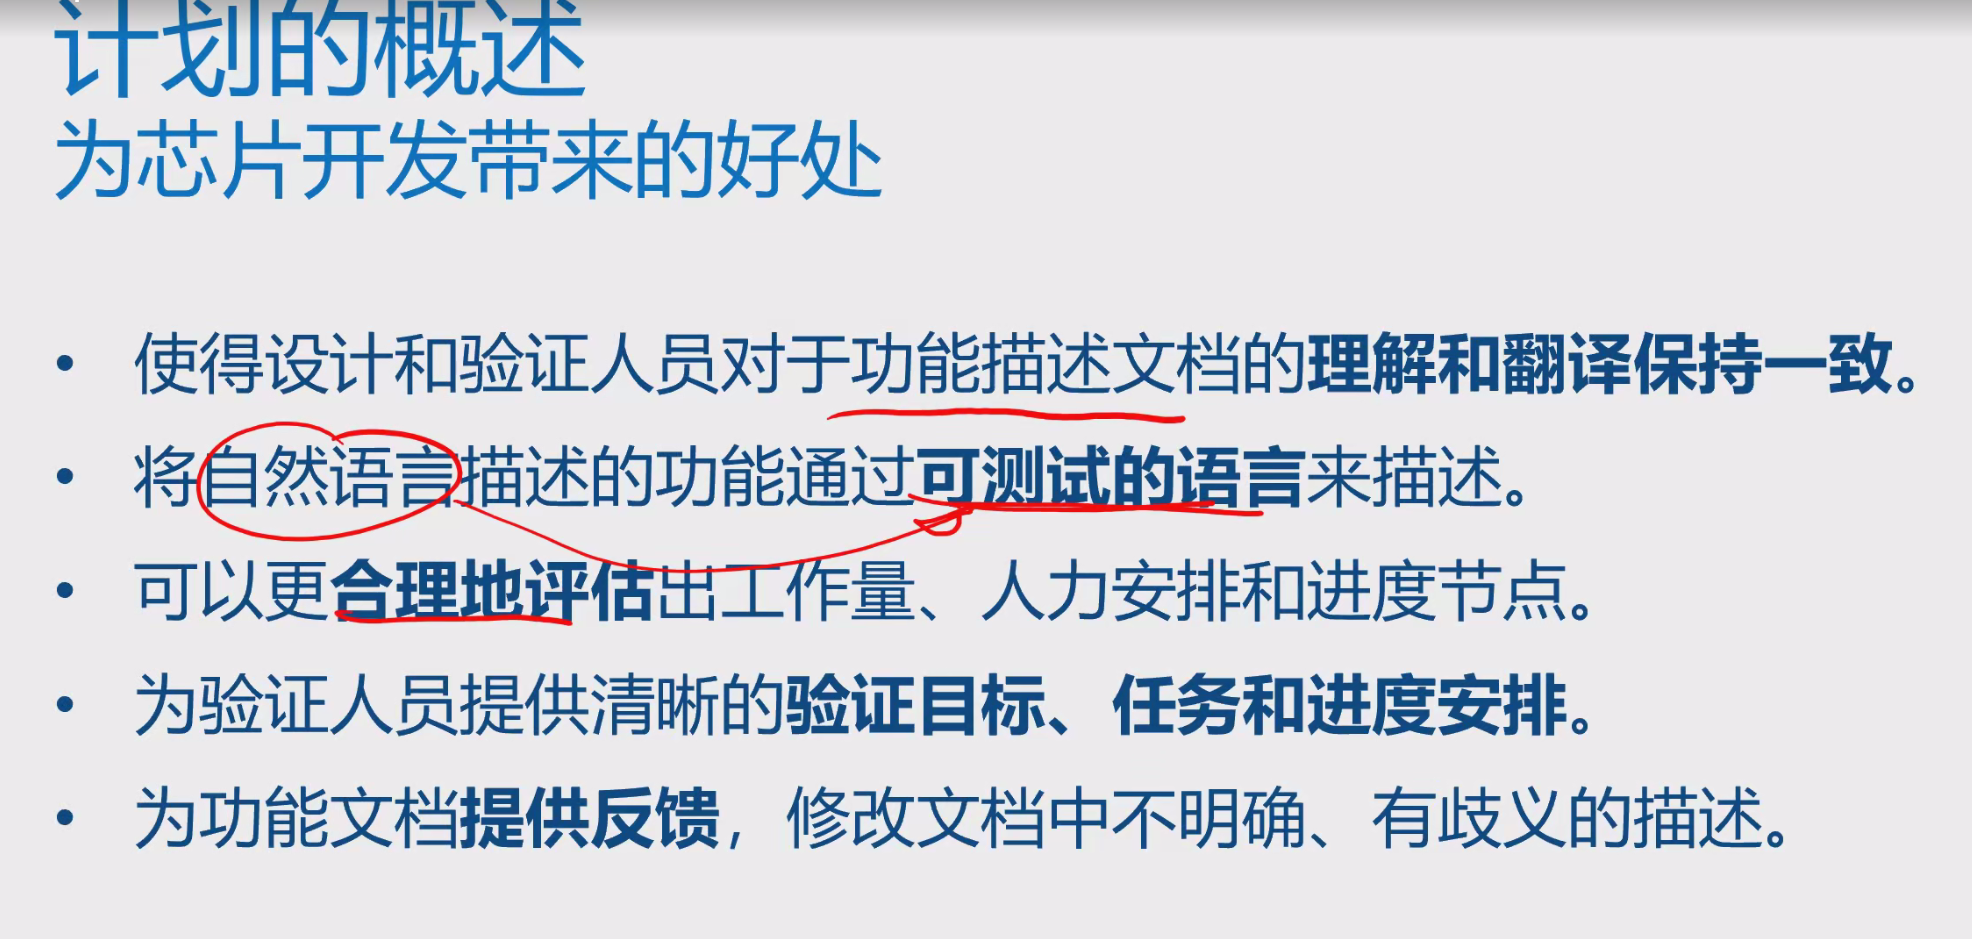 计划的概述
为芯片开发带来的好处
• 使得设计和验证人员对于功能描述文档的理解和翻译保持一致。
• 将自然语言描述的功能通过可测试的语言来描述。
• 可以更合理地评估出工作量、人力安排和进度节点。
• 为验证人员提供清晰的验证目标、任务和进度安排。
• 为功能文档提供反馈，修改文档中不明确、有歧义的描述。